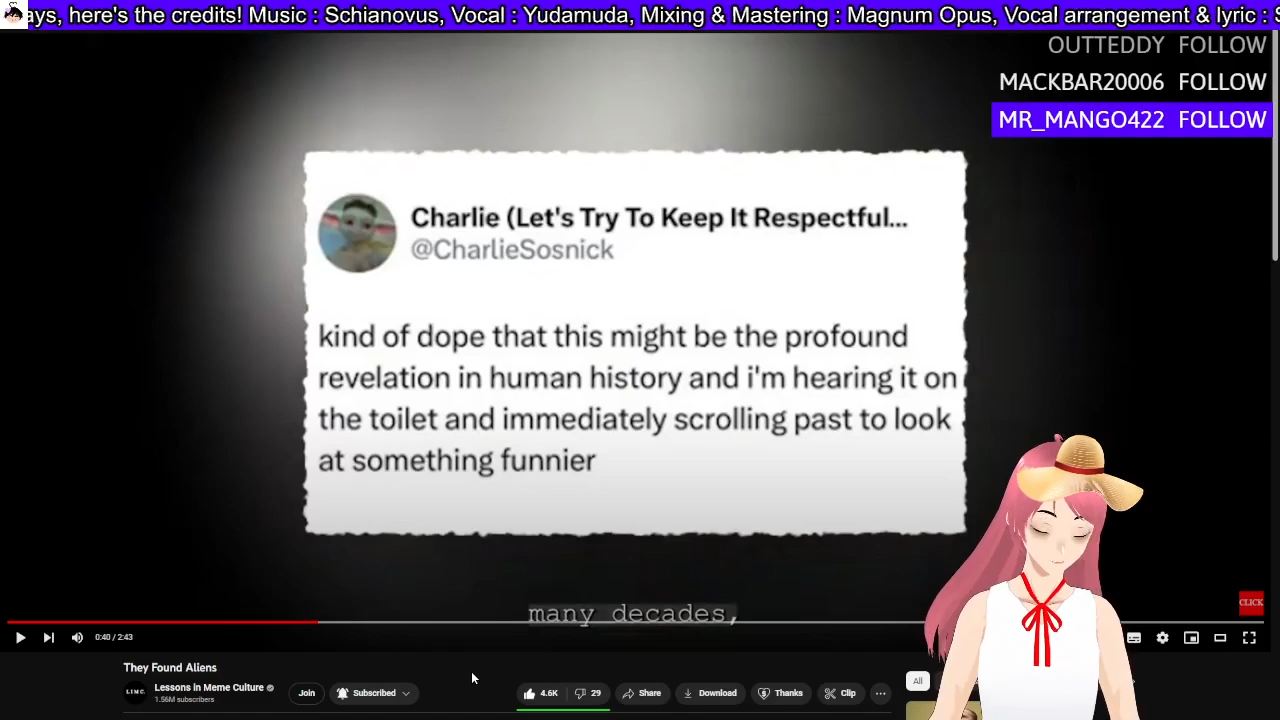 ays, here's the credits! Music : Schianovus, Vocal : Yudamuda, Mixing & Mastering : Magnum Opus, Vocal arrangement & lyric :
OUTTEDDY FOLLOW
MACKBAR20006 FOLLOW
MR_MANGO422 FOLLOW
Charlie (Let's Try To Keep It Respectful...
@CharlieSosnick
kind of dope that this might be the profound
revelation in human history and i'm hearing it on
the toilet and immediately scrolling past to look
at something funnier
many decades,
CLICK
0:40 / 2:43
They Found Aliens
LIMC
Lessons in Meme Culture
1.56M subscribers
Join
Subscribed
4.6K
29
Share
Download
Thanks
Clip
All